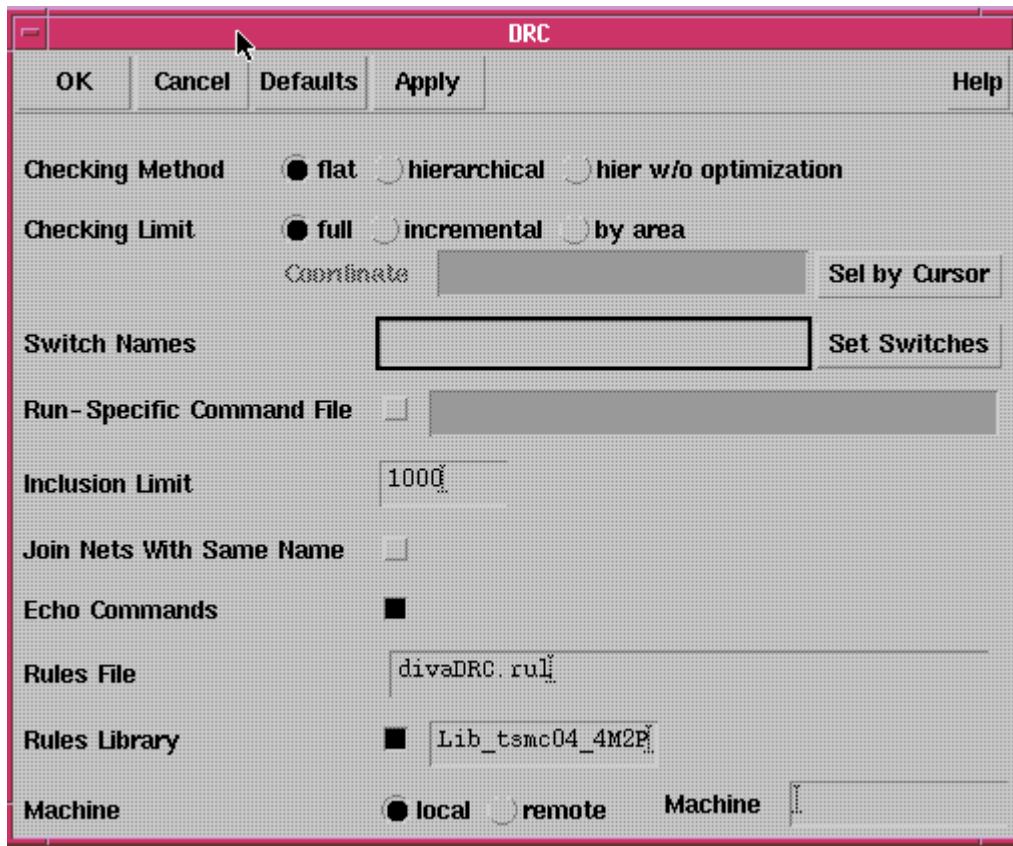 DRC
OK Cancel Defaults Apply Help
Checking Method flat hierarchical hier w/o optimization
Checking Limit full incremental by area
Coordinate Sel by Cursor
Switch Names Set Switches
Run-Specific Command File
Inclusion Limit 1000
Join Nets With Same Name
Echo Commands
Rules File divaDRC.rul
Rules Library Lib_tsmc04_4M2P
Machine local remote Machine